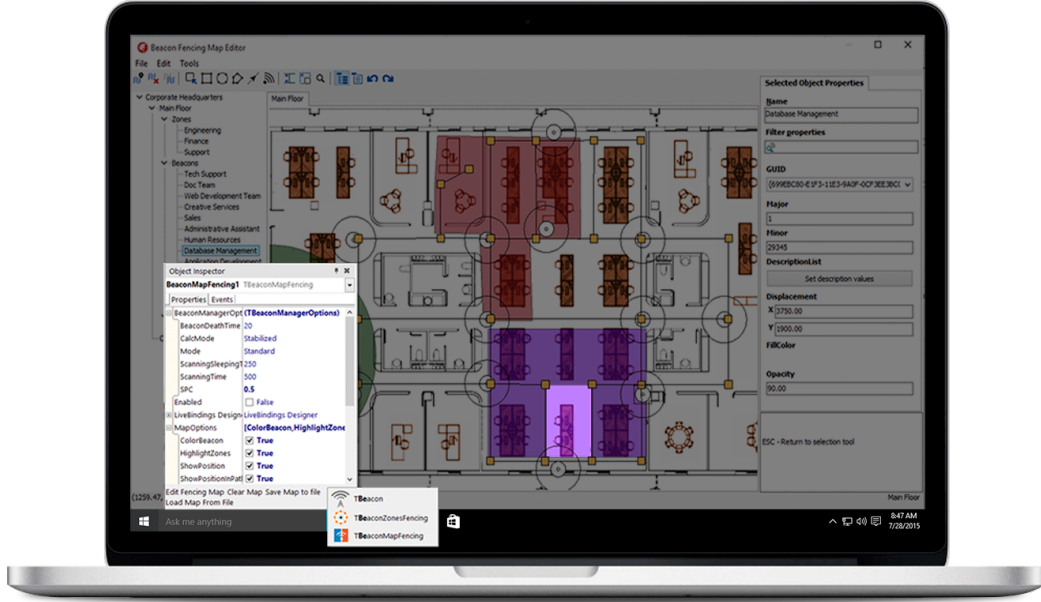 Beacon Fencing Map Editor
File Edit Tools
Corporate Headquarters
Main Floor
Zones
Engineering
Finance
Support
Beacons
Tech Support
Doc Team
Web Development Team
Creative Services
Sales
Administrative Assistant
Human Resources
Database Management
Application Development
Main Floor
Selected Object Properties
Name
Database Management
Filter properties
GUID
Major
1
Minor
29345
DescriptionList
Set description values
Displacement
X 3750.00
Y 1900.00
FillColor
Opacity
90.00
ESC - Return to selection tool
Object Inspector
BeaconMapFencing1 TBeaconMapFencing
Properties Events
BeaconManagerOpt (TBeaconManagerOptions)
BeaconDeathTime 20
CalcMode Stabilized
Mode Standard
ScanningSleepingT 250
ScanningTime 500
SPC 0.5
Enabled False
LiveBindings Designer LiveBindings Designer
MapOptions [ColorBeacon,HighlightZone
ColorBeacon True
HighlightZones True
ShowPosition True
ShowPositionInPat True
Edit Fencing Map Clear Map Save Map to file
Load Map From File
(1259.47,
Main Floor
TBeacon
TBeaconZonesFencing
TBeaconMapFencing
Ask me anything
8:47 AM
7/28/2015